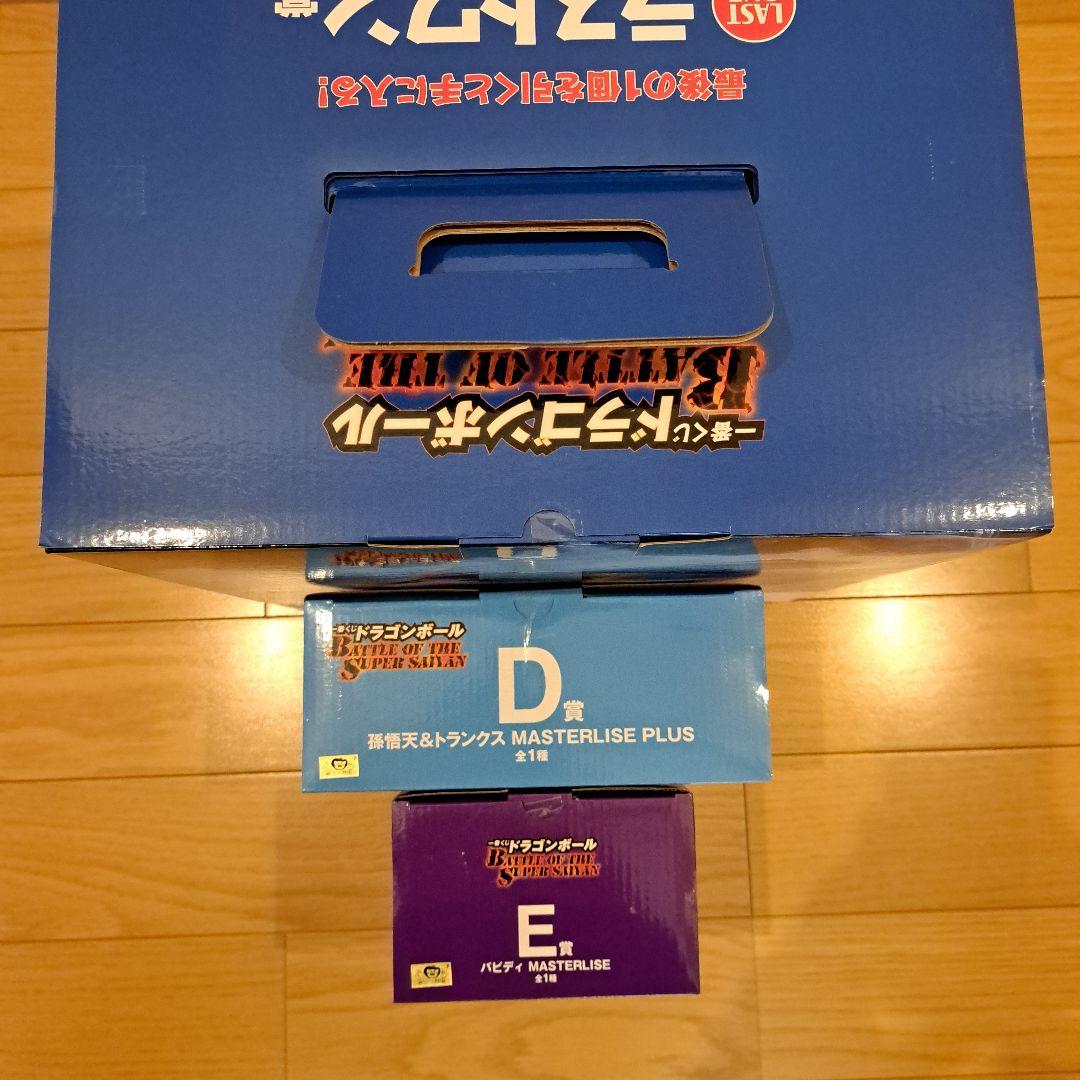 LAST
ラストワン賞
最後の1個を引くと手に入る!
一番くじ ドラゴンボール
BATTLE OF THE
一番くじ ドラゴンボール
BATTLE OF THE
SUPER SAIYAN
D賞
孫悟天&トランクス MASTERLISE PLUS
全1種
一番くじ ドラゴンボール
BATTLE OF THE
SUPER SAIYAN
E賞
バビディ MASTERLISE
全1種